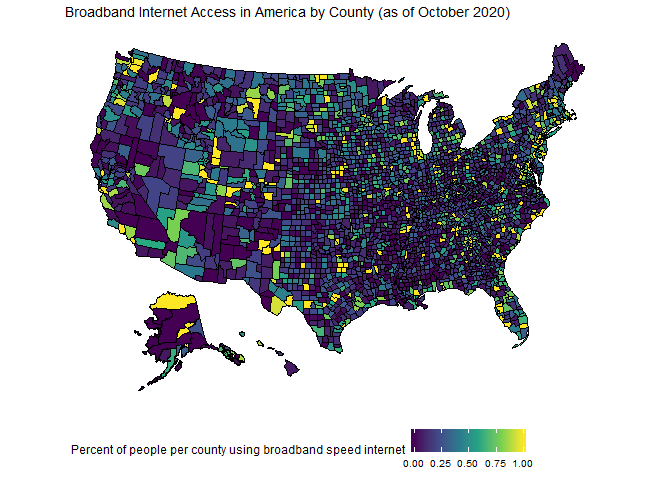 Broadband Internet Access in America by County (as of October 2020)
Percent of people per county using broadband speed internet
0.00 0.25 0.50 0.75 1.00